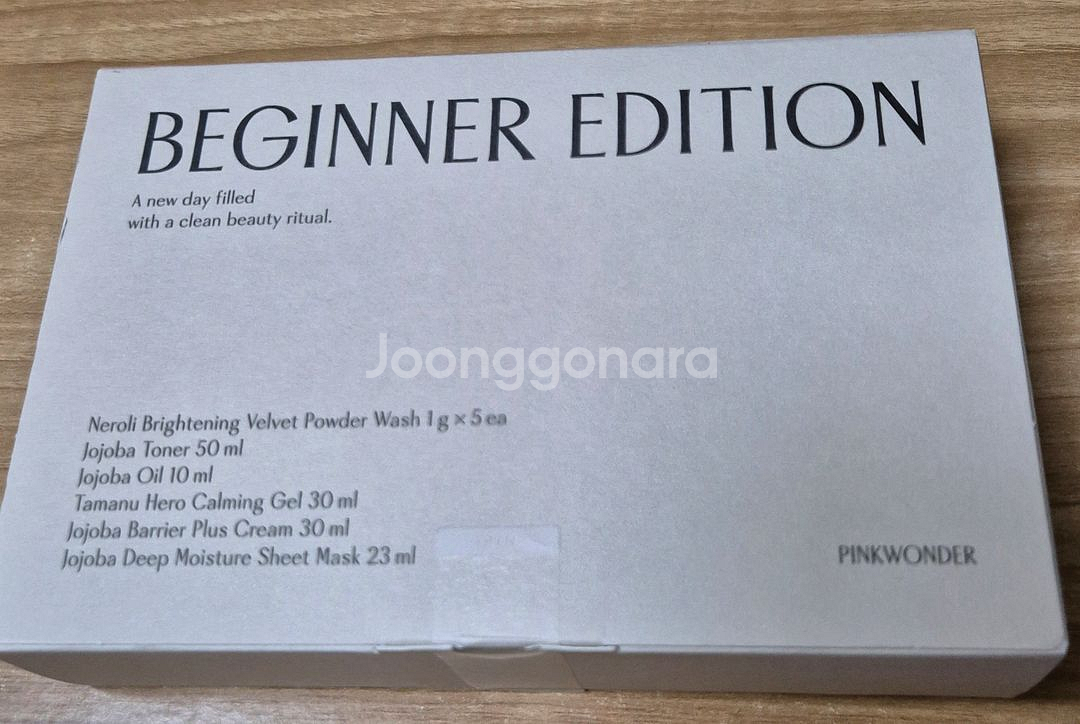 BEGINNER EDITION
A new day filled
with a clean beauty ritual.
Joonggonara
Neroli Brightening Velvet Powder Wash 1 g × 5 ea
Jojoba Toner 50 ml
Jojoba Oil 10 ml
Tamanu Hero Calming Gel 30 ml
Jojoba Barrier Plus Cream 30 ml
Jojoba Deep Moisture Sheet Mask 23 ml
PINKWONDER